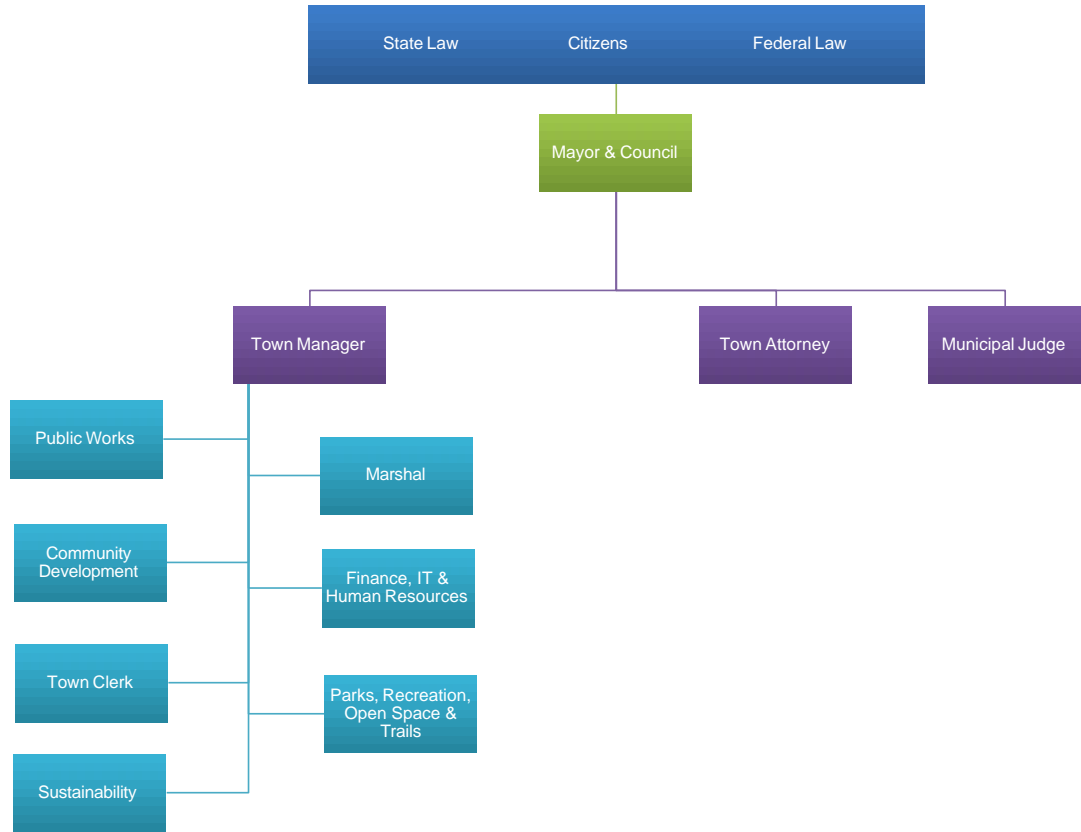 State Law
Citizens
Federal Law
Mayor & Council
Town Manager
Town Attorney
Municipal Judge
Public Works
Marshal
Community
Development
Finance, IT &
Human Resources
Town Clerk
Parks, Recreation,
Open Space &
Trails
Sustainability